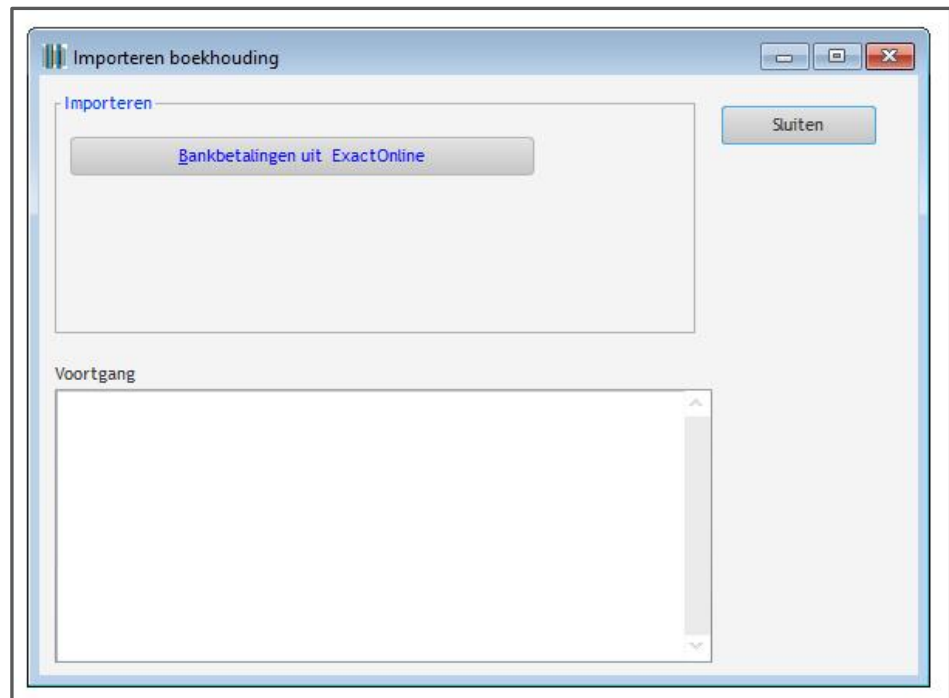 Importeren boekhouding
Importeren
Sluiten
Bankbetalingen uit ExactOnline
Voortgang